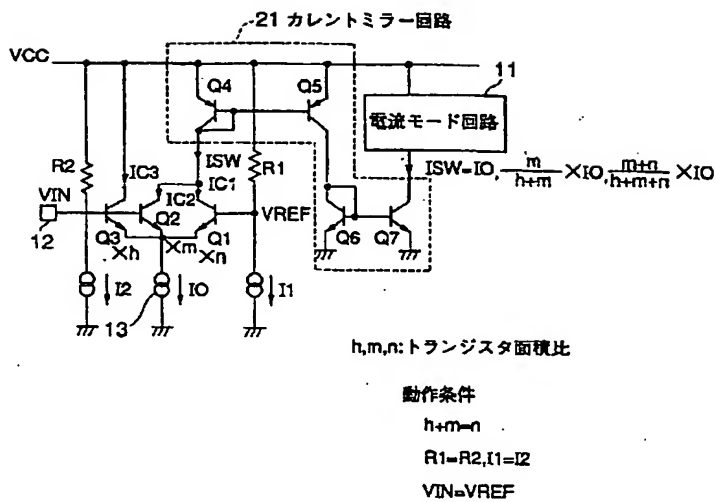 21 カレントミラー回路
VCC
Q4
Q5
11
電流モード回路
R2
ISW
R1
ISW=IO, m/(h+m) ×IO, (m+n)/(h+m+n) ×IO
IC3
IC1
VIN
IC2
VREF
12
Q3
Q2
Q1
Q6
Q7
×h
×m
×n
I2
IO
I1
13
h,m,n:トランジスタ面積比
動作条件
h+m=n
R1=R2,I1=I2
VIN=VREF